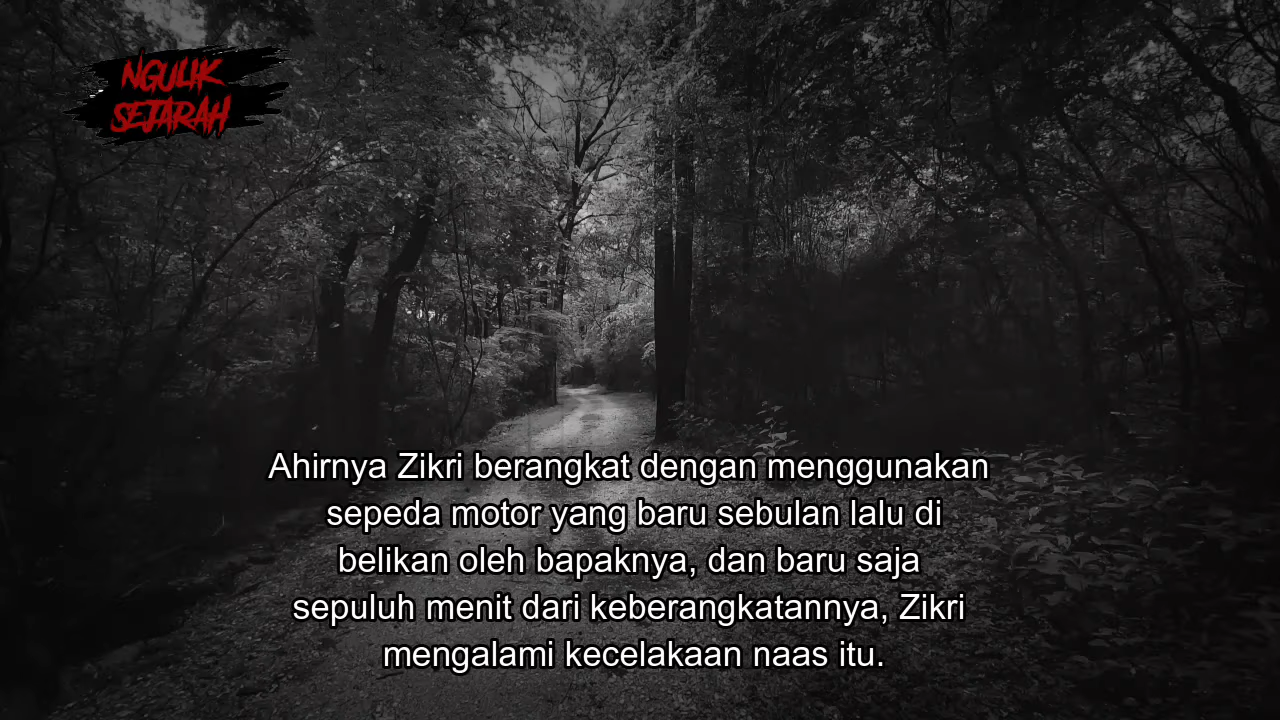 NGULIK
SEJARAH
Ahirnya Zikri berangkat dengan menggunakan
sepeda motor yang baru sebulan lalu di
belikan oleh bapaknya, dan baru saja
sepuluh menit dari keberangkatannya, Zikri
mengalami kecelakaan naas itu.